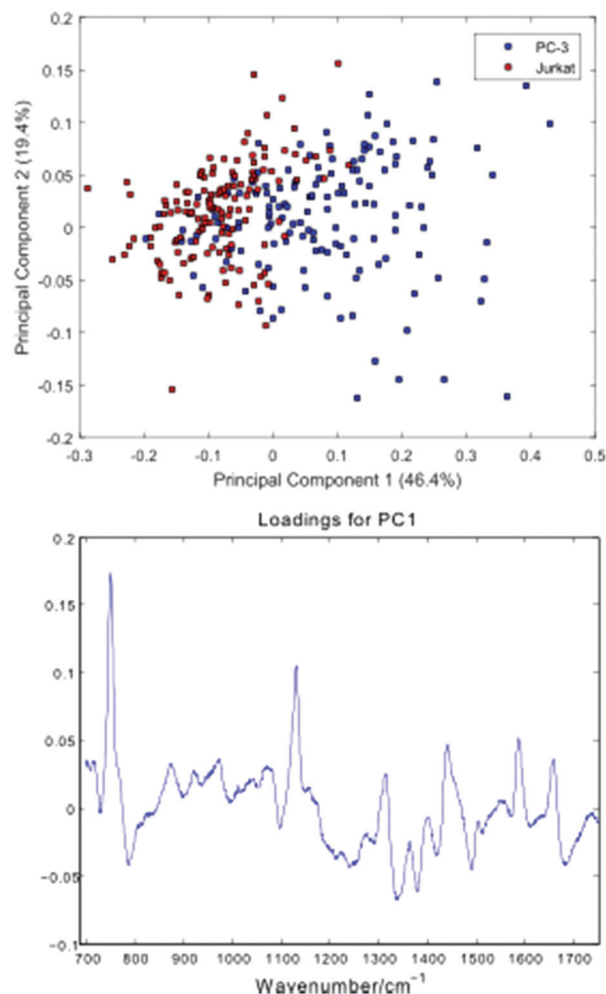 0.2
0.15
0.1
0.05
0
-0.05
-0.1
-0.15
-0.2
Principal Component 2 (19.4%)
PC-3
Jurkat
-0.3 -0.2 -0.1 0 0.1 0.2 0.3 0.4 0.5
Principal Component 1 (46.4%)
Loadings for PC1
0.2
0.15
0.1
0.05
0
-0.05
-0.1
700 800 900 1000 1100 1200 1300 1400 1500 1600 1700
Wavenumber/cm⁻¹